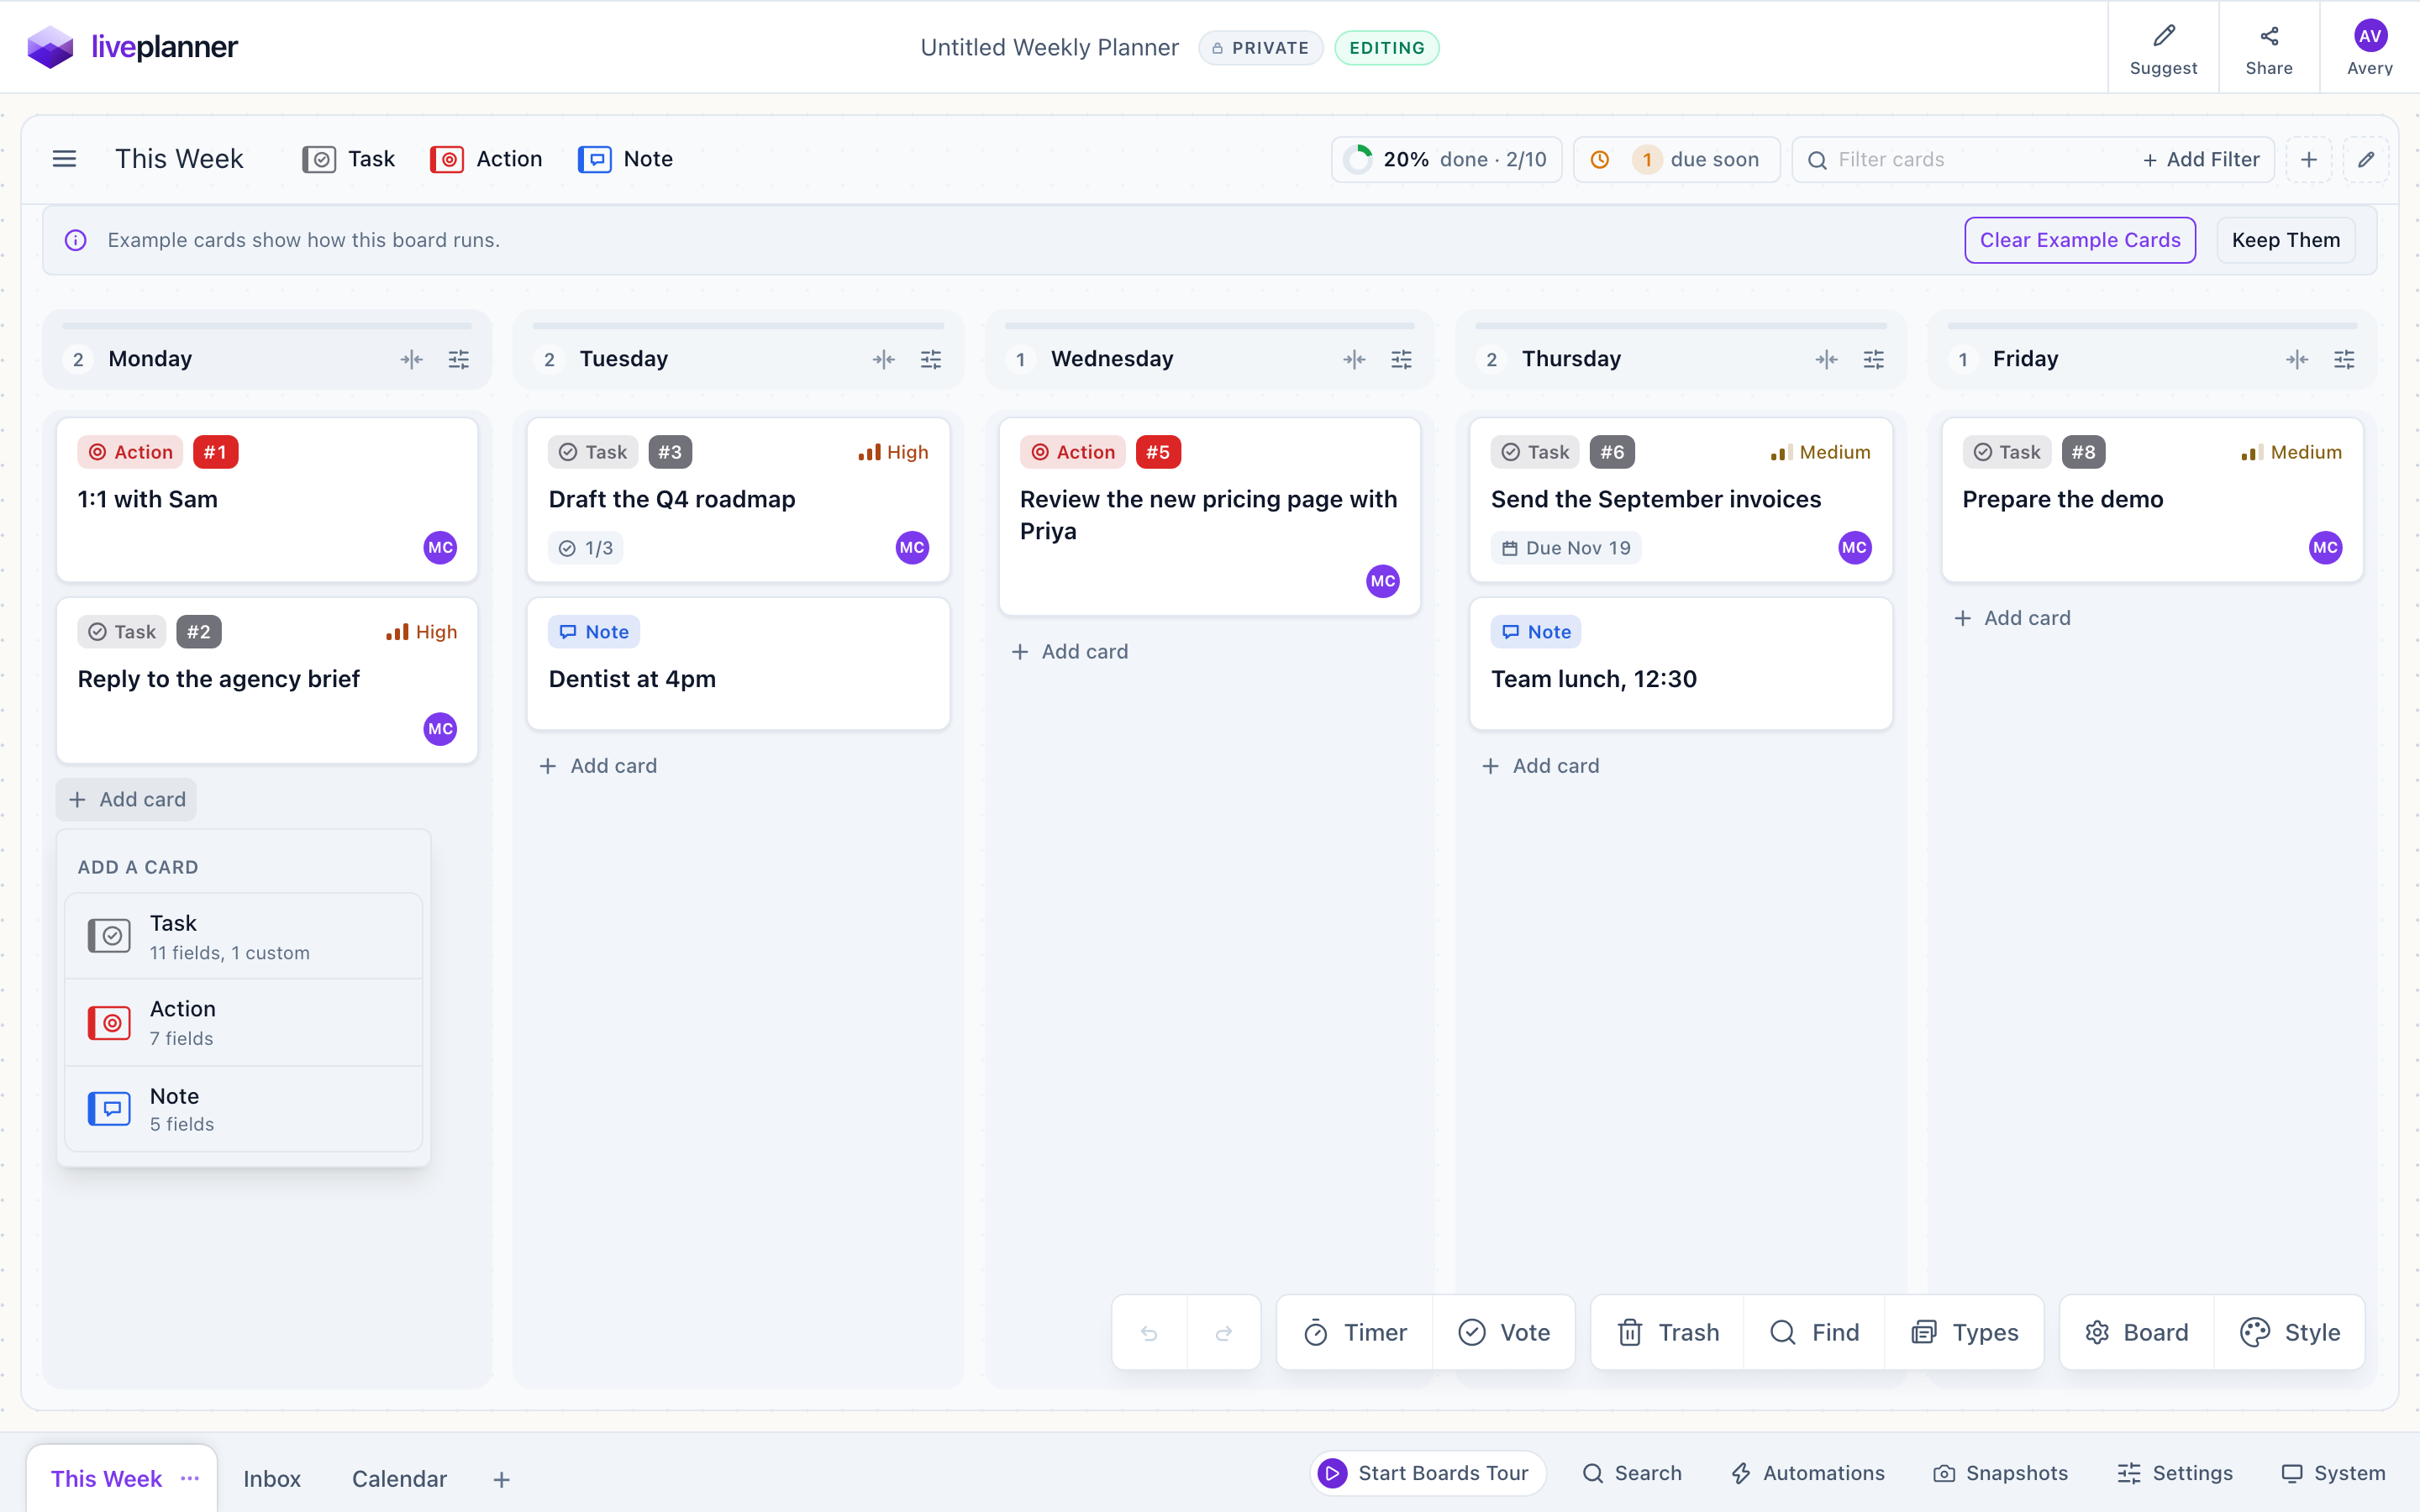 liveplanner
Untitled Weekly Planner
PRIVATE
EDITING
Suggest
Share
AV
Avery
This Week
Task
Action
Note
20% done · 2/10
1 due soon
Filter cards
+ Add Filter
Example cards show how this board runs.
Clear Example Cards
Keep Them
2 Monday
2 Tuesday
1 Wednesday
2 Thursday
1 Friday
Action #1
1:1 with Sam
MC
Task #2 High
Reply to the agency brief
MC
+ Add card
ADD A CARD
Task
11 fields, 1 custom
Action
7 fields
Note
5 fields
Task #3 High
Draft the Q4 roadmap
1/3
MC
Note
Dentist at 4pm
+ Add card
Action #5
Review the new pricing page with
Priya
MC
+ Add card
Task #6 Medium
Send the September invoices
Due Nov 19
MC
Note
Team lunch, 12:30
+ Add card
Task #8 Medium
Prepare the demo
MC
+ Add card
Timer
Vote
Trash
Find
Types
Board
Style
This Week
Inbox
Calendar
Start Boards Tour
Search
Automations
Snapshots
Settings
System